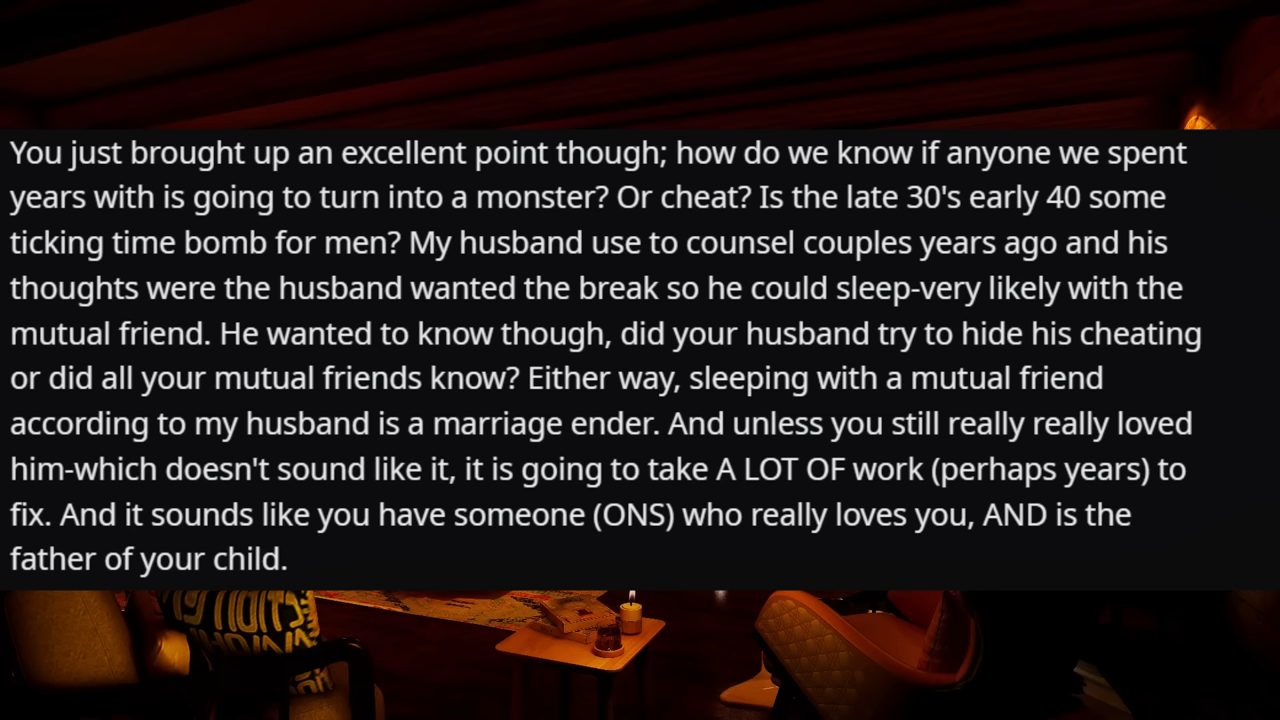 You just brought up an excellent point though; how do we know if anyone we spent
years with is going to turn into a monster? Or cheat? Is the late 30's early 40 some
ticking time bomb for men? My husband use to counsel couples years ago and his
thoughts were the husband wanted the break so he could sleep-very likely with the
mutual friend. He wanted to know though, did your husband try to hide his cheating
or did all your mutual friends know? Either way, sleeping with a mutual friend
according to my husband is a marriage ender. And unless you still really really loved
him-which doesn't sound like it, it is going to take A LOT OF work (perhaps years) to
fix. And it sounds like you have someone (ONS) who really loves you, AND is the
father of your child.